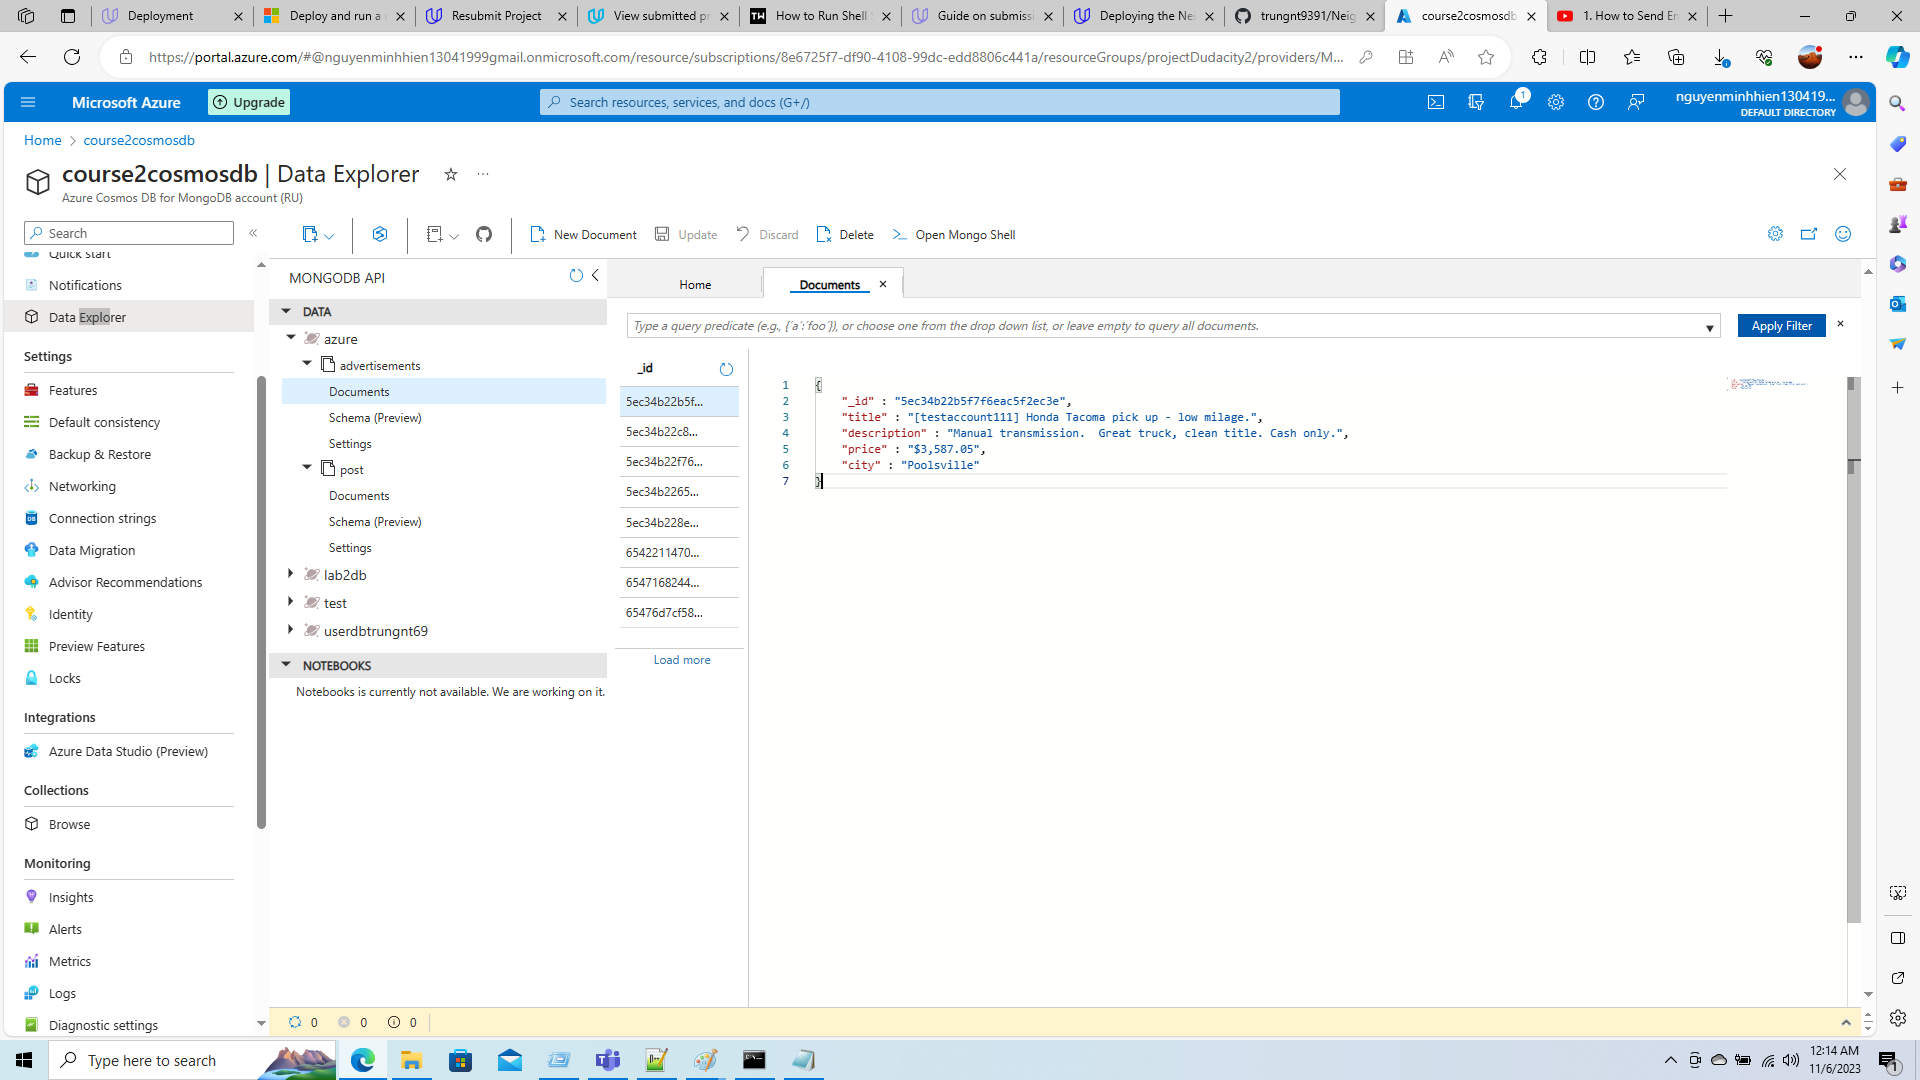 Deployment
Deploy and run a
Resubmit Project
View submitted pr
How to Run Shell S
Guide on submissi
Deploying the Nei
trungnt9391/Neig
course2cosmosdb
1. How to Send Em
https://portal.azure.com/#@nguyenminhhien13041999gmail.onmicrosoft.com/resource/subscriptions/8e6725f7-df90-4108-99dc-edd8806c441a/resourceGroups/projectDudacity2/providers/M...
Microsoft Azure
Upgrade
Search resources, services, and docs (G+/)
1
nguyenminhhien130419...
DEFAULT DIRECTORY
Home
course2cosmosdb
course2cosmosdb | Data Explorer
Azure Cosmos DB for MongoDB account (RU)
Search
New Document
Update
Discard
Delete
Open Mongo Shell
Quick start
Notifications
Data Explorer
Settings
Features
Default consistency
Backup & Restore
Networking
Connection strings
Data Migration
Advisor Recommendations
Identity
Preview Features
Locks
Integrations
Azure Data Studio (Preview)
Collections
Browse
Monitoring
Insights
Alerts
Metrics
Logs
Diagnostic settings
MONGODB API
DATA
azure
advertisements
Documents
Schema (Preview)
Settings
post
Documents
Schema (Preview)
Settings
lab2db
test
userdbtrungnt69
NOTEBOOKS
Notebooks is currently not available. We are working on it.
Home
Documents
Type a query predicate (e.g., {´a´:´foo´}), or choose one from the drop down list, or leave empty to query all documents.
Apply Filter
_id
5ec34b22b5f...
5ec34b22c8...
5ec34b22f76...
5ec34b2265...
5ec34b228e...
6542211470...
6547168244...
65476d7cf58...
Load more
1 {
2 "_id" : "5ec34b22b5f7f6eac5f2ec3e",
3 "title" : "[testaccount111] Honda Tacoma pick up - low milage.",
4 "description" : "Manual transmission.  Great truck, clean title. Cash only.",
5 "price" : "$3,587.05",
6 "city" : "Poolsville"
7 }
0 0 0
Type here to search
12:14 AM
11/6/2023
1